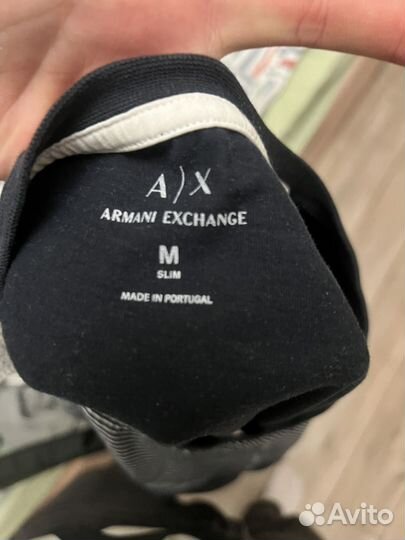 A|X
ARMANI EXCHANGE
M
SLIM
MADE IN PORTUGAL
Avito